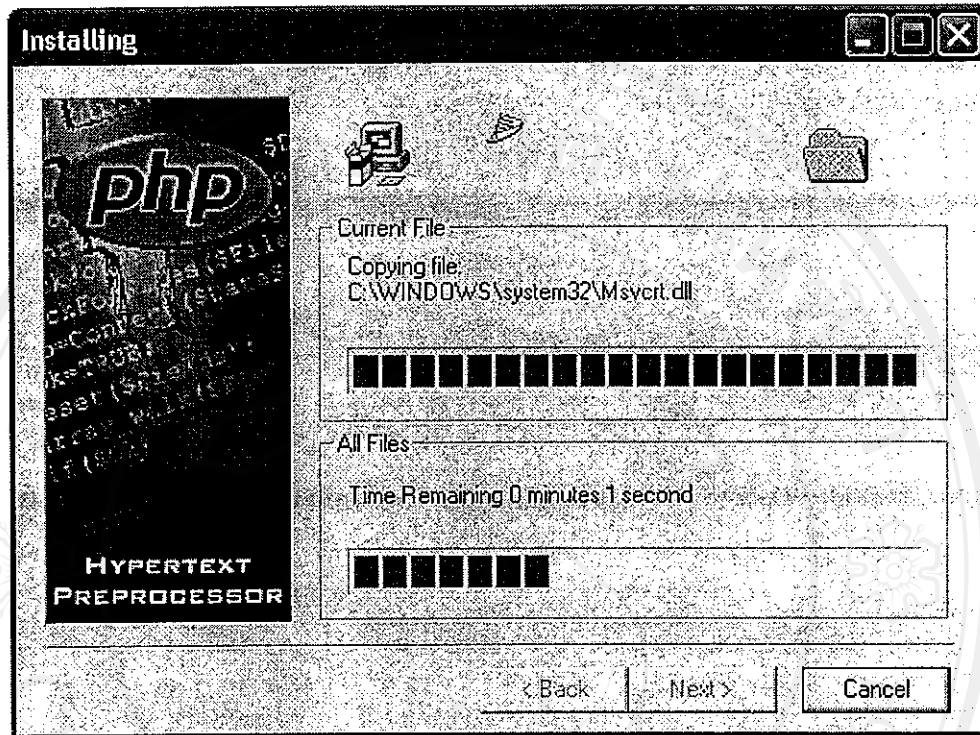 Installing
php
Current File
Copying file:
C:\WINDOWS\system32\Msvcrt.dll
All Files
Time Remaining 0 minutes 1 second
HYPERTEXT
PREPROCESSOR
< Back
Next >
Cancel